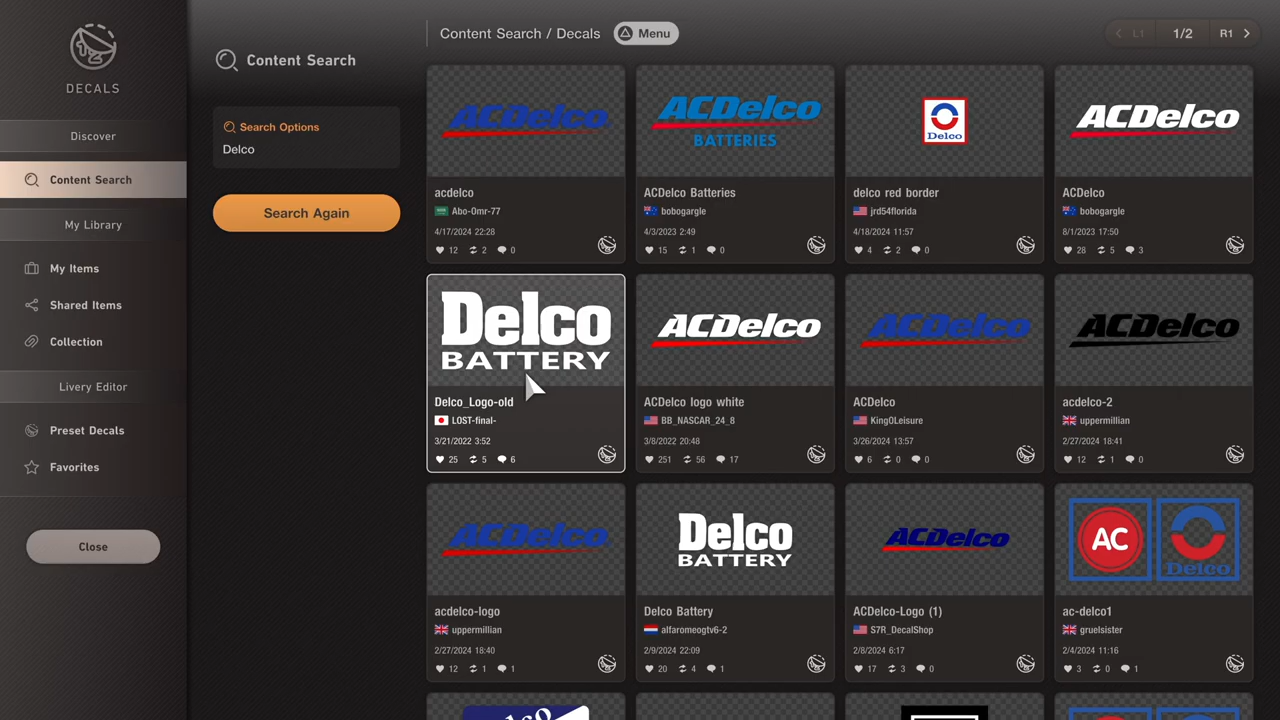 DECALS
Discover
Content Search
My Library
My Items
Shared Items
Collection
Livery Editor
Preset Decals
Favorites
Close
Content Search
Search Options
Delco
Search Again
Content Search / Decals
Menu
L1
1/2
R1
ACDelco
acdelco
Abo-Omr-77
4/17/2024 22:28
12 2 0
ACDelco
BATTERIES
ACDelco Batteries
bobogargle
4/3/2023 2:49
15 1 0
Delco
delco red border
jrd54florida
4/18/2024 11:57
4 2 0
ACDelco
ACDelco
bobogargle
8/1/2023 17:50
28 5 3
Delco
BATTERY
Delco_Logo-old
LOST-final-
3/21/2022 3:52
25 5 6
ACDelco
ACDelco logo white
BB_NASCAR_24_8
3/8/2022 20:48
251 56 17
ACDelco
ACDelco
KingOLeisure
3/26/2024 13:57
6 0 0
ACDelco
acdelco-2
uppermillian
2/27/2024 18:41
12 1 0
ACDelco
acdelco-logo
uppermillian
2/27/2024 18:40
12 1 1
Delco
BATTERY
Delco Battery
alfaromeogtv6-2
2/9/2024 22:09
20 4 1
ACDelco
ACDelco-Logo (1)
S7R_DecalShop
2/8/2024 6:17
17 3 0
AC
Delco
ac-delco1
gruelsister
2/4/2024 11:16
3 0 1